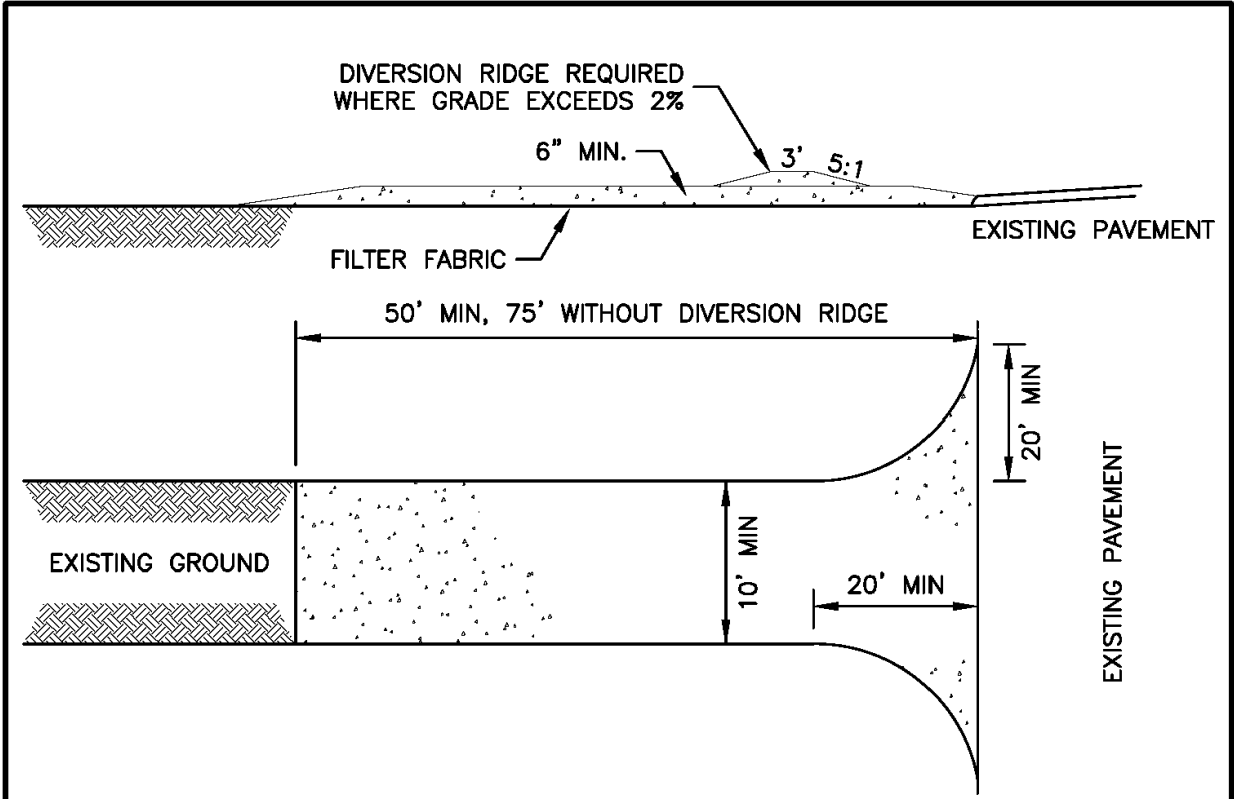 DIVERSION RIDGE REQUIRED
WHERE GRADE EXCEEDS 2%
6" MIN.
3' 5:1
EXISTING PAVEMENT
FILTER FABRIC
50' MIN, 75' WITHOUT DIVERSION RIDGE
20' MIN
EXISTING GROUND
10' MIN
20' MIN
EXISTING PAVEMENT